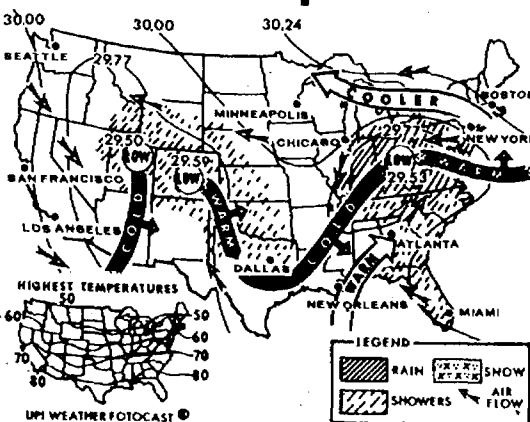 30.00
30,00
30,24
SEATTLE
29.77
BOSTON
COOLER
MINNEAPOLIS
29.77
NEW YORK
CHICAGO
29.50
LOW
29.59
LOW
LOW
WARM
29.53
SAN FRANCISCO
COLD
WARM
COLD
LOS ANGELES
ATLANTA
DALLAS
WARM
NEW ORLEANS
MIAMI
HIGHEST TEMPERATURES
50
60
50
60
70
70
80
80
LEGEND
RAIN
SNOW
SHOWERS
AIR
FLOW
UPI WEATHER FOTOCAST ©